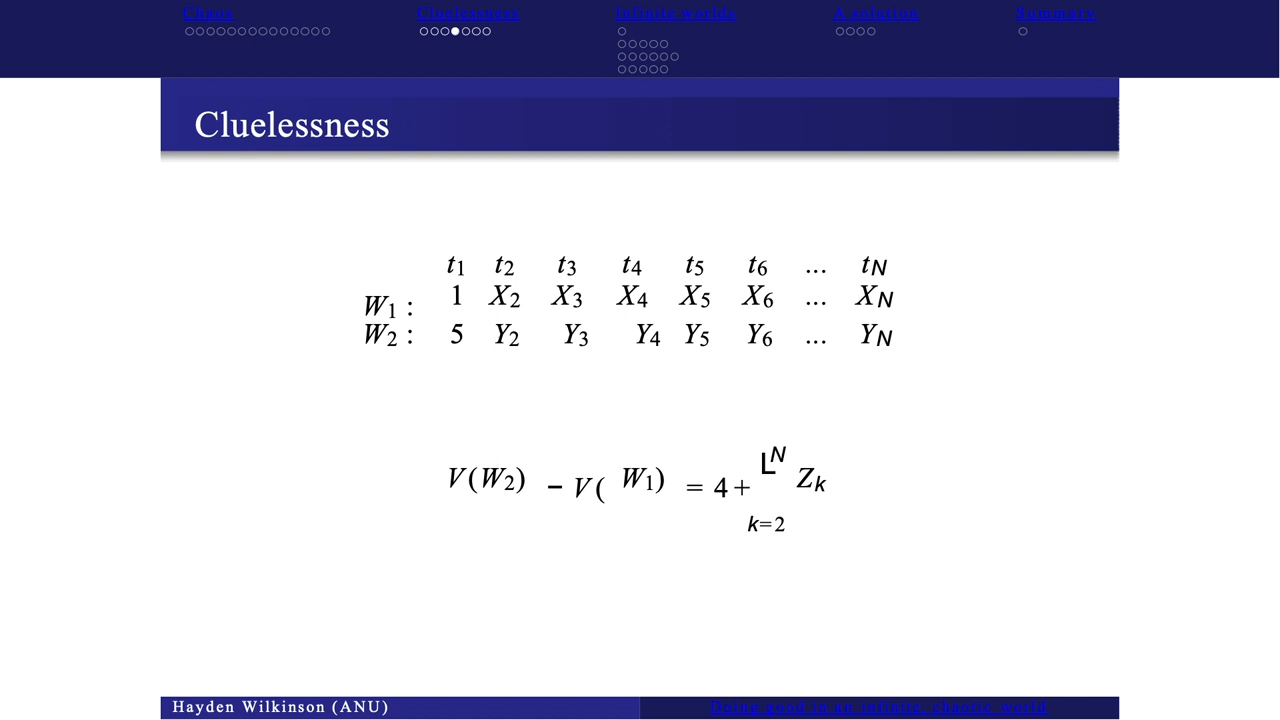 Chaos Cluelessness Infinite worlds A solution Summary
Cluelessness
t1 t2 t3 t4 t5 t6 ... tN
W1 : 1 X2 X3 X4 X5 X6 ... XN
W2 : 5 Y2 Y3 Y4 Y5 Y6 ... YN
V(W2) − V( W1) = 4+ L N Zk
k=2
Hayden Wilkinson (ANU) Doing good in an infinite, chaotic world